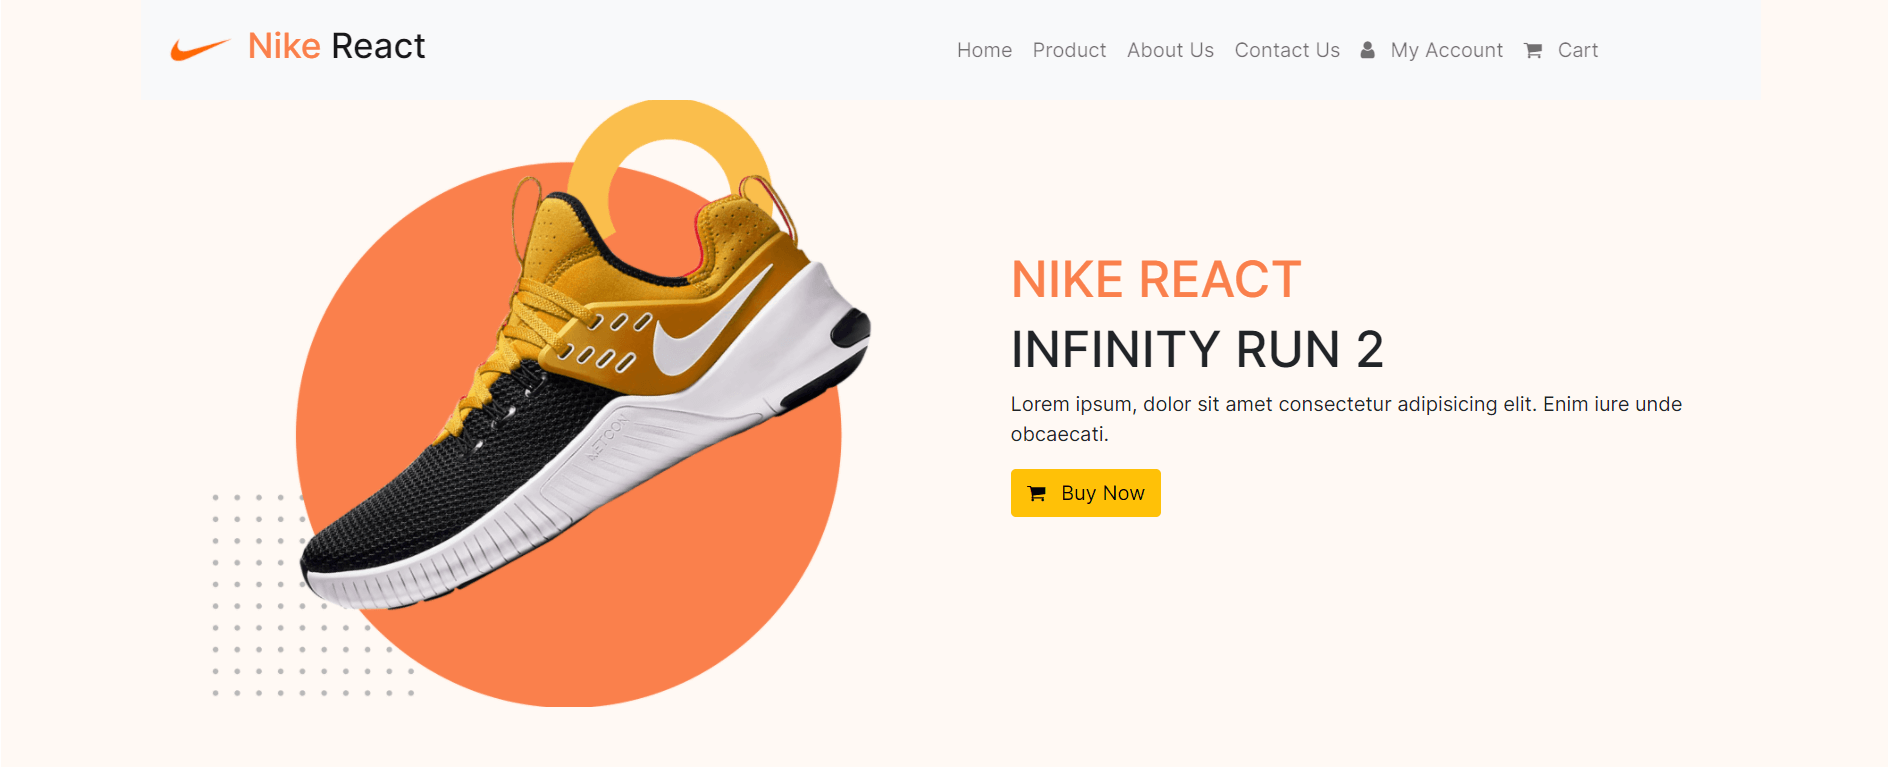 Nike React
Home Product About Us Contact Us My Account Cart
NIKE REACT
INFINITY RUN 2
Lorem ipsum, dolor sit amet consectetur adipisicing elit. Enim iure unde
obcaecati.
Buy Now